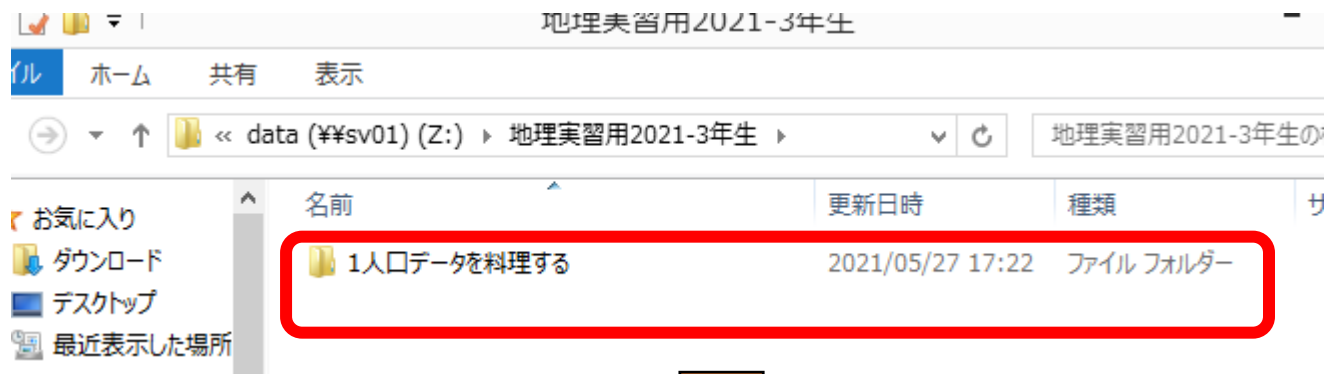 地理実習用2021-3年生
イル ホーム 共有 表示
« data (¥¥sv01) (Z:) 地理実習用2021-3年生 地理実習用2021-3年生の
お気に入り 名前 更新日時 種類 サ
ダウンロード 1人口データを料理する 2021/05/27 17:22 ファイル フォルダー
デスクトップ
最近表示した場所